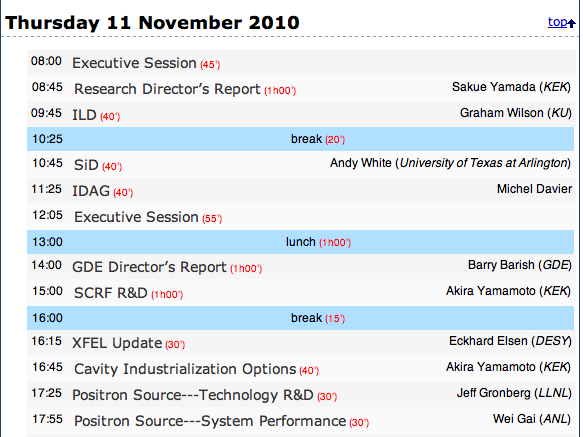 Thursday 11 November 2010 top
08:00 Executive Session (45')
08:45 Research Director's Report (1h00') Sakue Yamada (KEK)
09:45 ILD (40') Graham Wilson (KU)
10:25 break (20')
10:45 SiD (40') Andy White (University of Texas at Arlington)
11:25 IDAG (40') Michel Davier
12:05 Executive Session (55')
13:00 lunch (1h00')
14:00 GDE Director's Report (1h00') Barry Barish (GDE)
15:00 SCRF R&D (1h00') Akira Yamamoto (KEK)
16:00 break (15')
16:15 XFEL Update (30') Eckhard Elsen (DESY)
16:45 Cavity Industrialization Options (40') Akira Yamamoto (KEK)
17:25 Positron Source---Technology R&D (30') Jeff Gronberg (LLNL)
17:55 Positron Source---System Performance (30') Wei Gai (ANL)